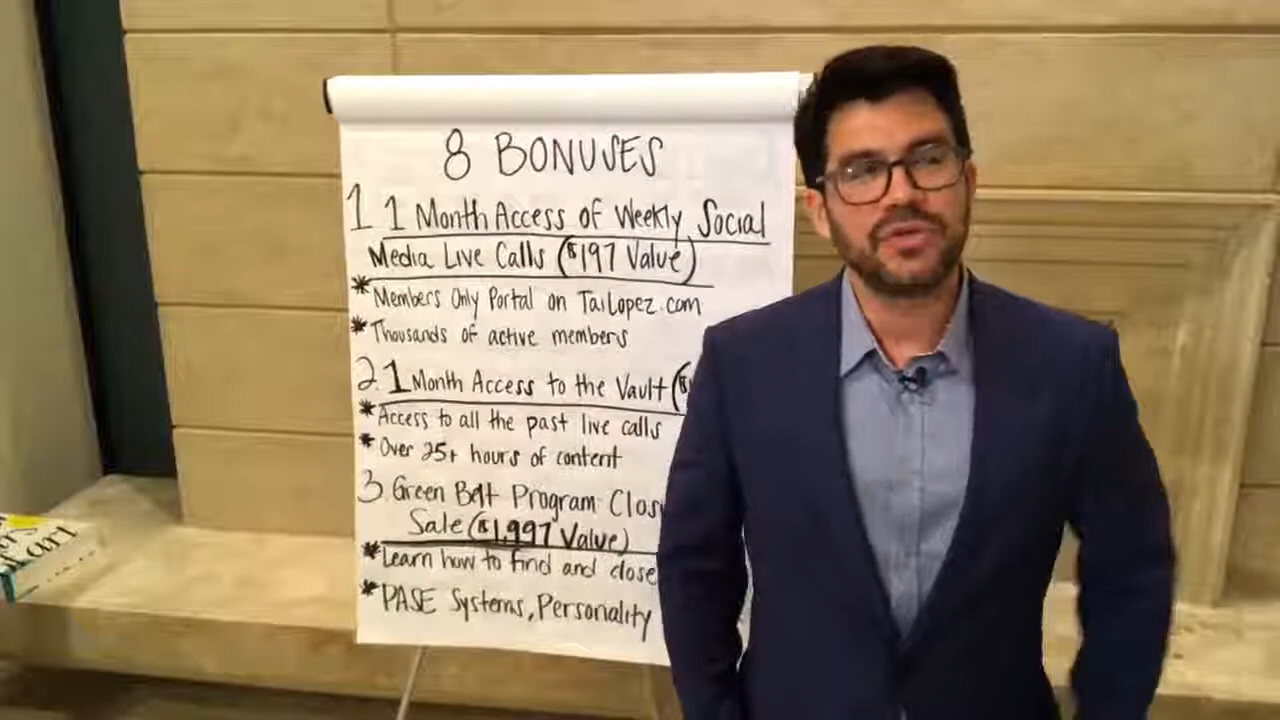 8 BONUSES
1 1 Month Access of Weekly Social
Media Live Calls ($197 Value)
* Members Only Portal on TaiLopez.com
* Thousands of active members
2. 1 Month Access to the Vault ($
* Access to all the past live calls
* Over 25+ hours of content
3. Green Belt Program Clos
Sale ($1,997 Value)
* Learn how to find and close
* PASE Systems, Personality